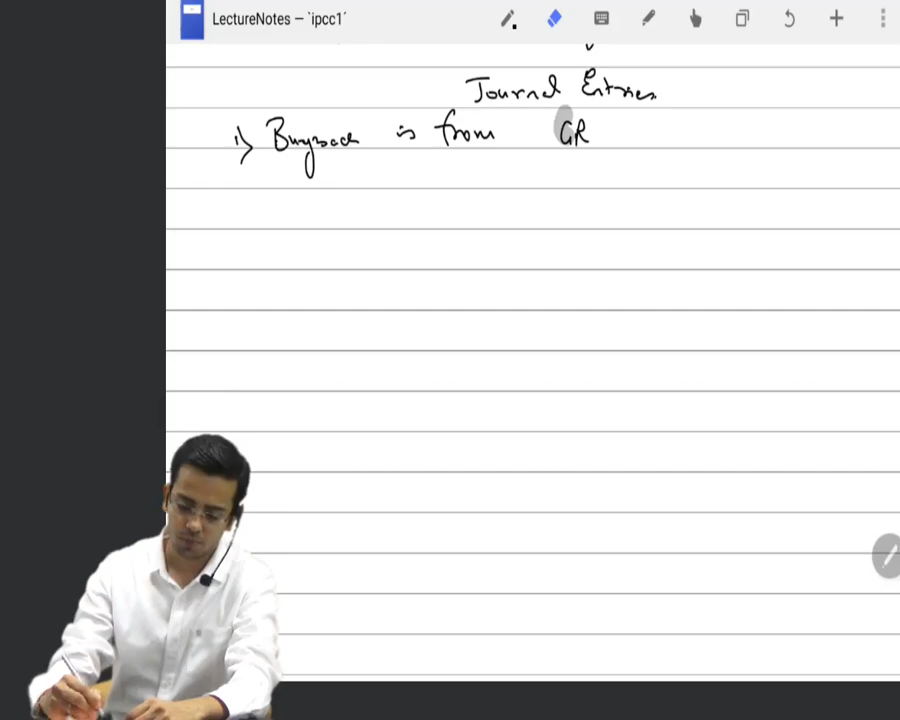 LectureNotes – `ipcc1´
Journal Entries
1) Buyback is from GR